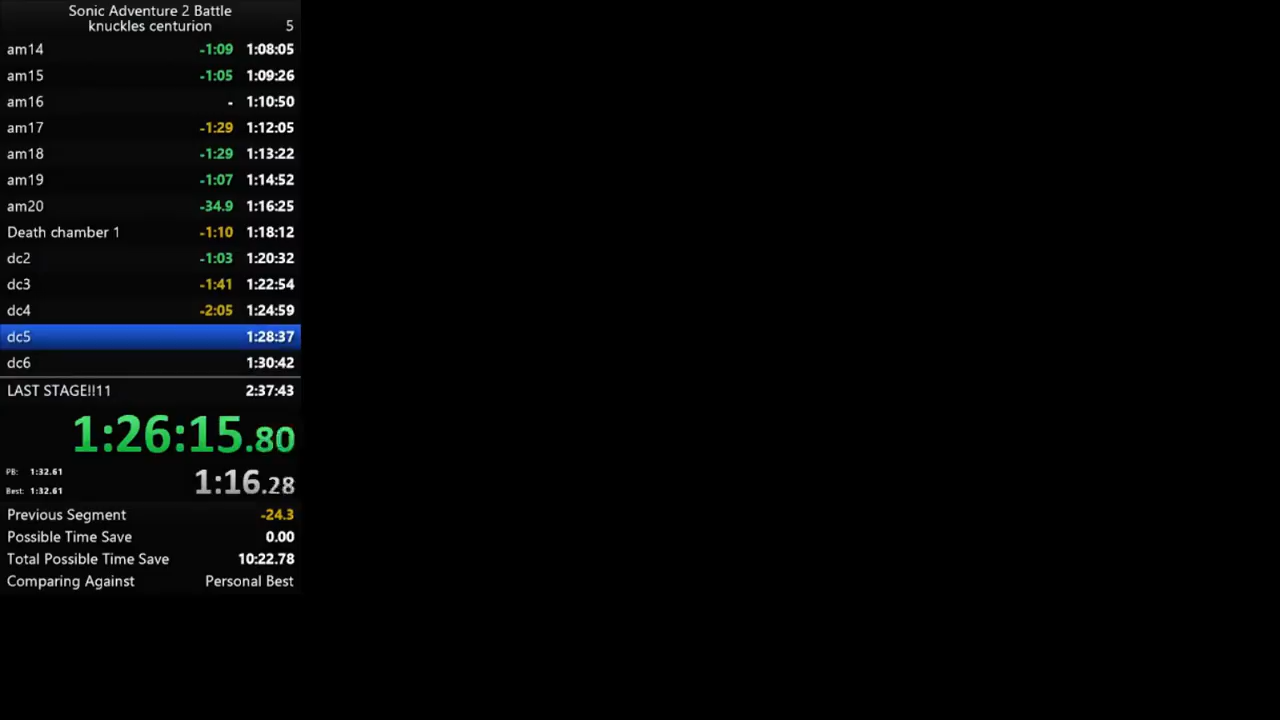 Sonic Adventure 2 Battle
knuckles centurion 5
am14 -1:09 1:08:05
am15 -1:05 1:09:26
am16 - 1:10:50
am17 -1:29 1:12:05
am18 -1:29 1:13:22
am19 -1:07 1:14:52
am20 -34.9 1:16:25
Death chamber 1 -1:10 1:18:12
dc2 -1:03 1:20:32
dc3 -1:41 1:22:54
dc4 -2:05 1:24:59
dc5 1:28:37
dc6 1:30:42
LAST STAGE!!11 2:37:43
1:26:15.80
PB: 1:32.61
Best: 1:32.61
1:16.28
Previous Segment -24.3
Possible Time Save 0.00
Total Possible Time Save 10:22.78
Comparing Against Personal Best